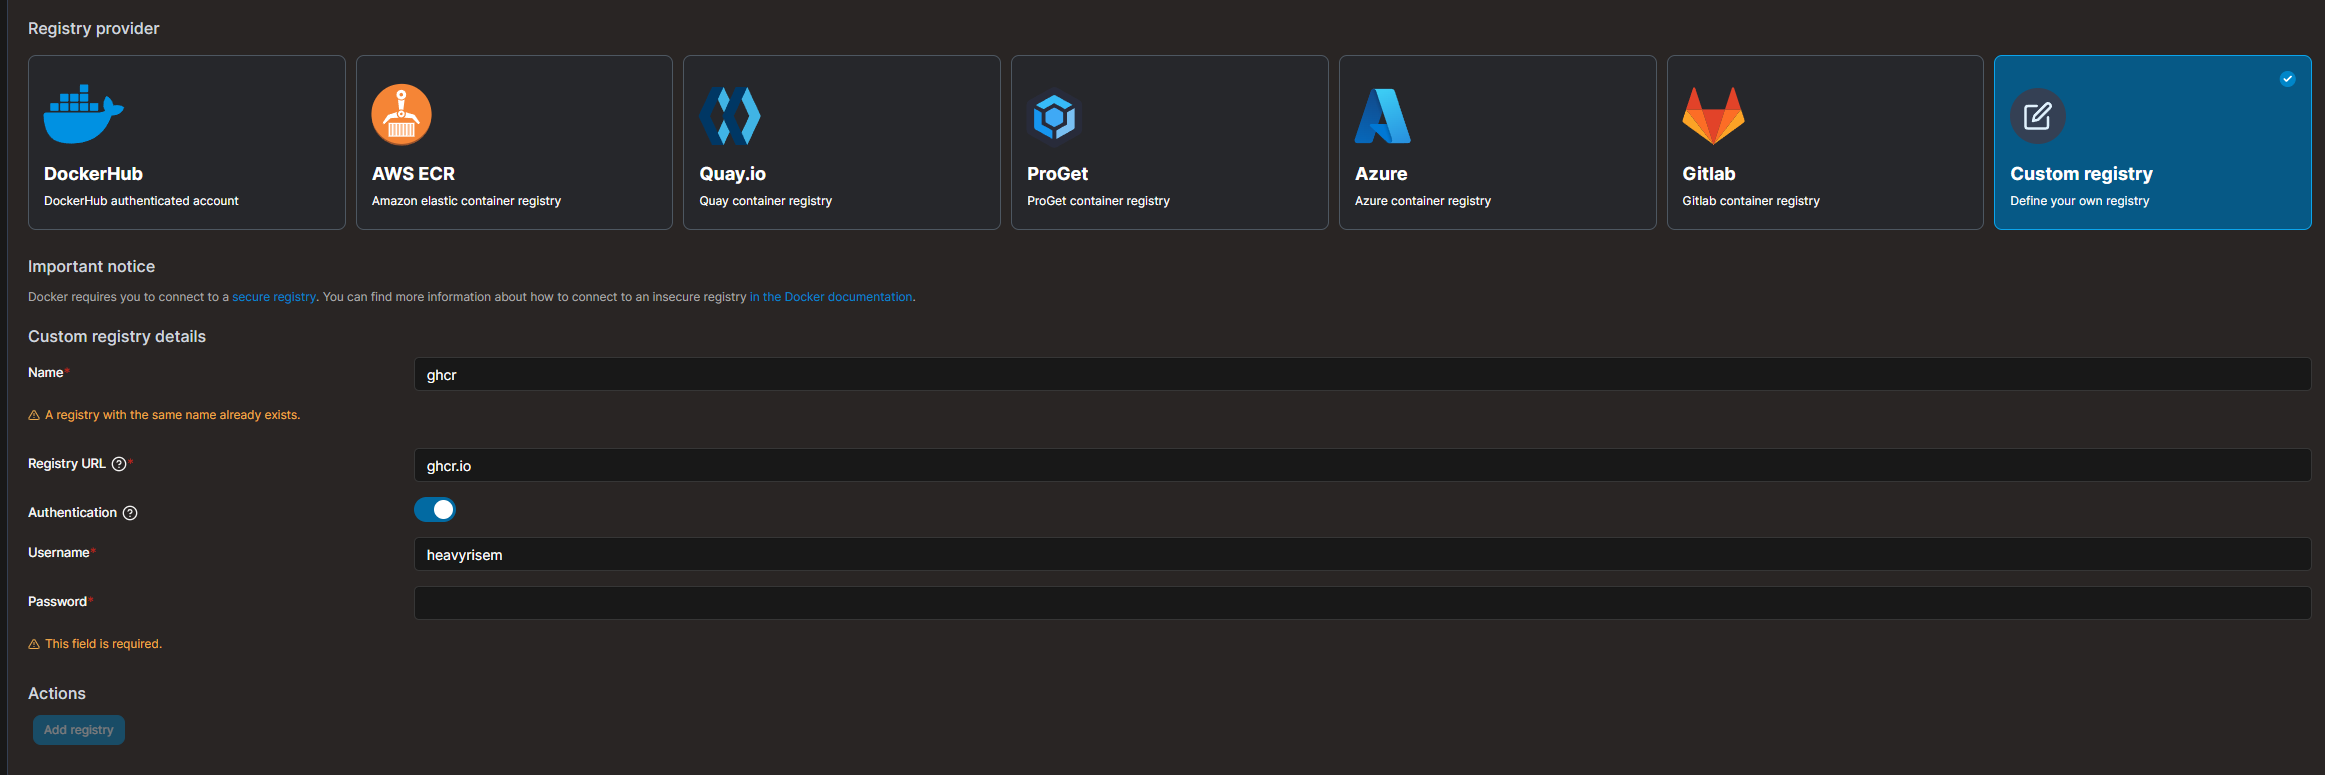 Registry provider
DockerHub
DockerHub authenticated account
AWS ECR
Amazon elastic container registry
Quay.io
Quay container registry
ProGet
ProGet container registry
Azure
Azure container registry
Gitlab
Gitlab container registry
Custom registry
Define your own registry
Important notice
Docker requires you to connect to a secure registry. You can find more information about how to connect to an insecure registry in the Docker documentation.
Custom registry details
Name*
ghcr
A registry with the same name already exists.
Registry URL ?*
ghcr.io
Authentication ?
Username*
heavyrisem
Password*
This field is required.
Actions
Add registry